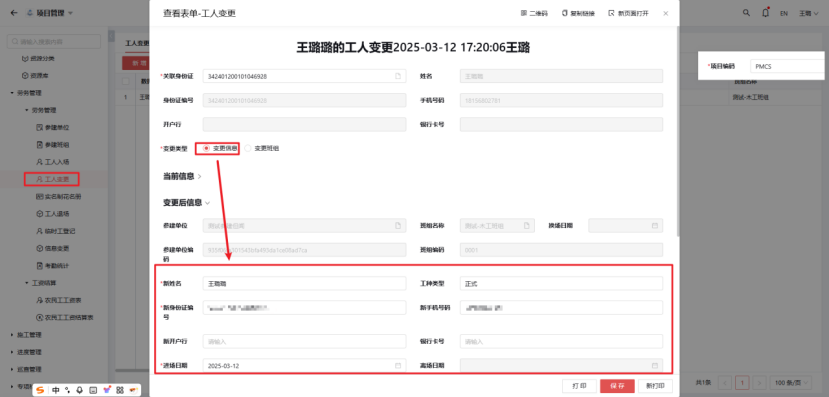 项目管理
查看表单-工人变更
二维码
复制链接
新页面打开
EN
王璐
请输入搜索内容
资源分类
资源库
劳务管理
劳务管理
参建单位
参建班组
工人入场
工人变更
实名制花名册
工人退场
临时工登记
信息变更
考勤统计
工资结算
农民工工资表
农民工工资结算表
施工管理
进度管理
巡查管理
工人变更
1
王璐璐的工人变更2025-03-12 17:20:06王璐
*关联身份证
342401200101046928
姓名
王璐璐
身份证编号
342401200101046928
手机号码
18156602781
开户行
银行卡号
*变更类型
变更信息
变更班组
当前信息
变更后信息
参建单位
班组名称
测试-木工班组
换场日期
参建单位编码
班组编码
0001
*新姓名
王璐璐
工种类型
正式
*新身份证编号
新手机号码
新开户行
请输入
银行卡号
请输入
*进场日期
2025-03-12
离场日期
打印
保存
新打印
*项目编码
PMCS
班组名称
测试-木工班组
共1条
1
100 条/页
中